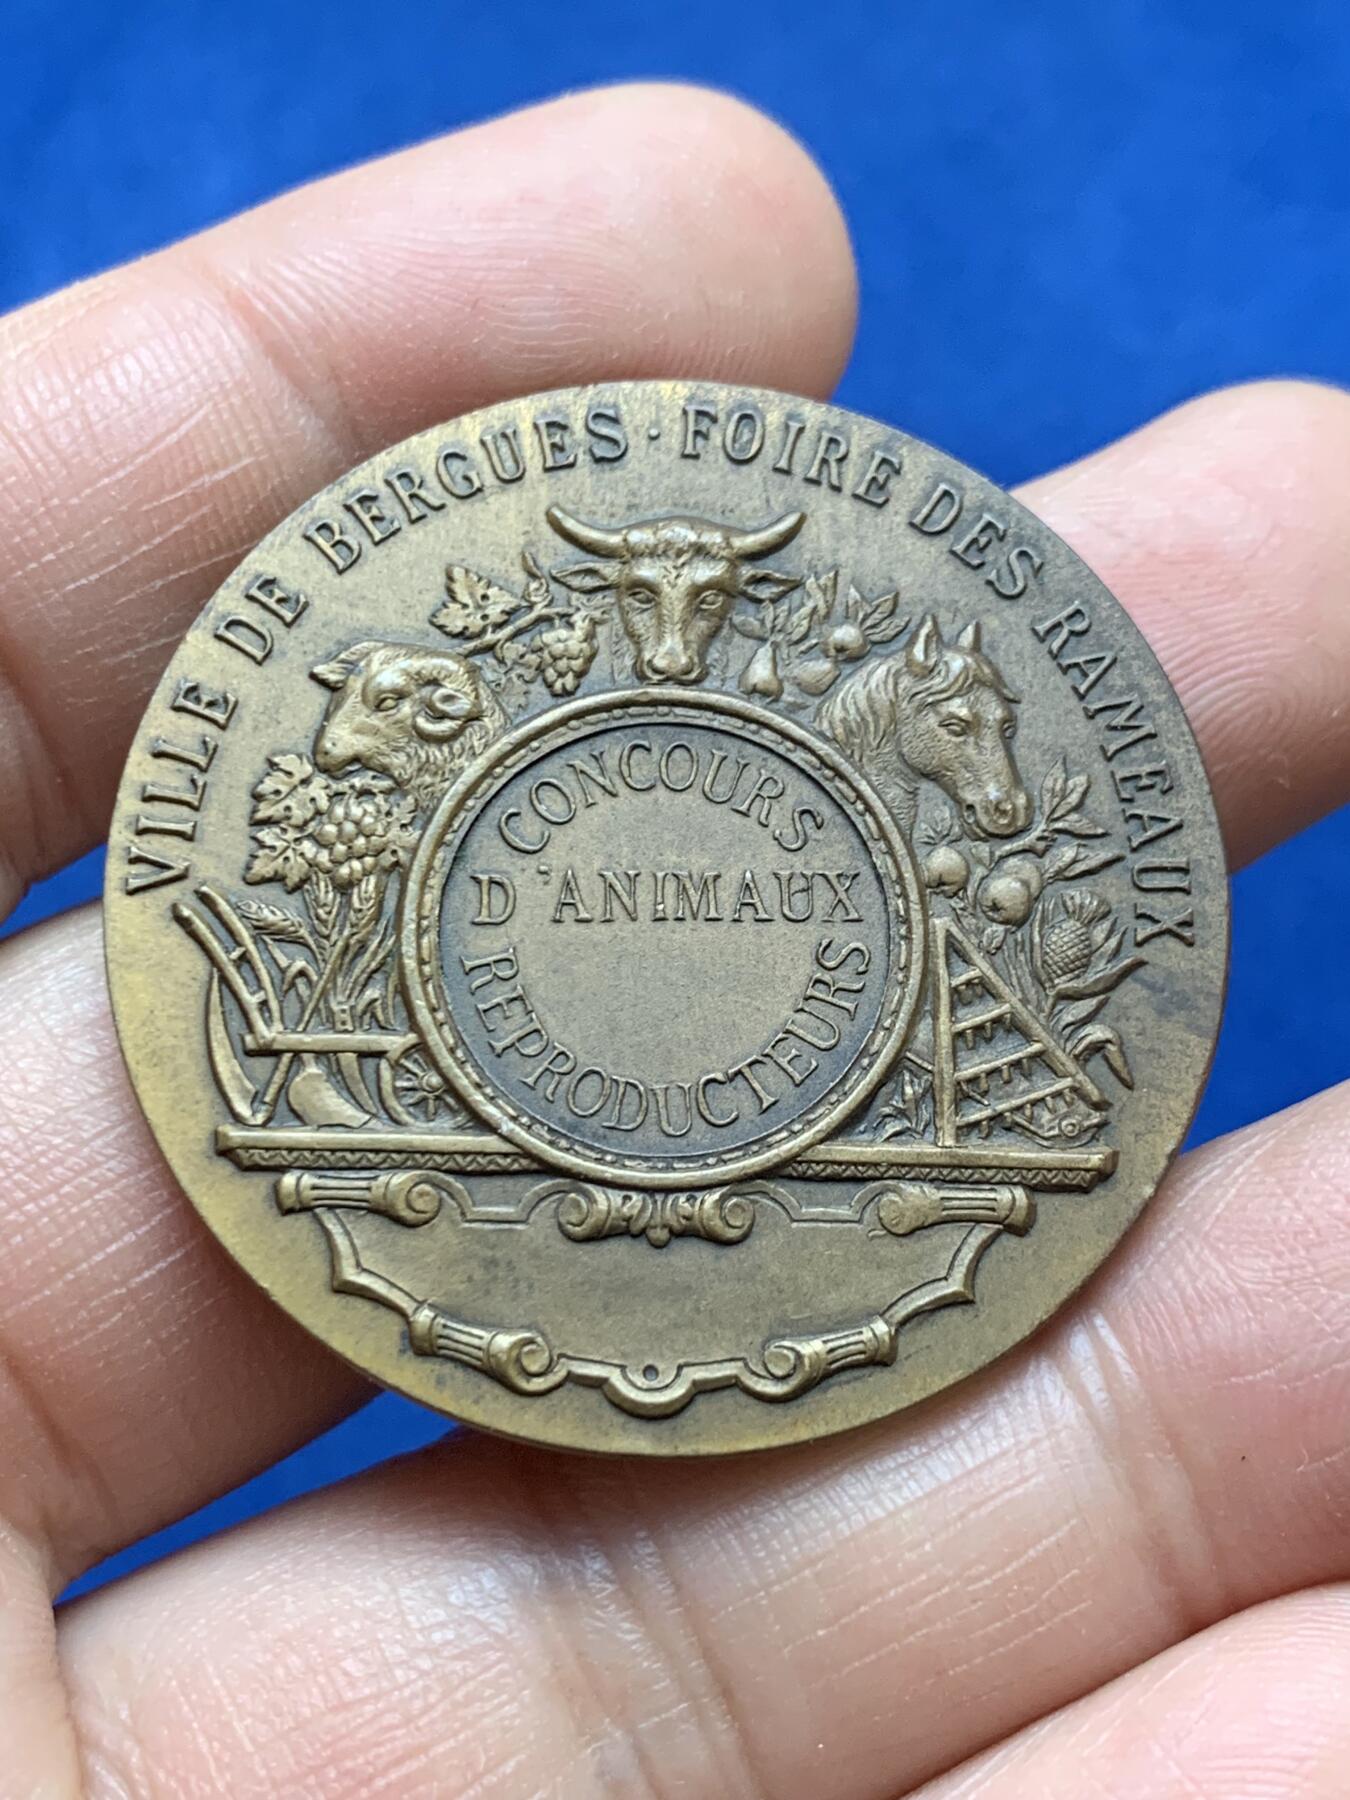 VILLE DE BERGUES · FOIRE DES RAMEAUX
CONCOURS
D'ANIMAUX
REPRODUCTEURS